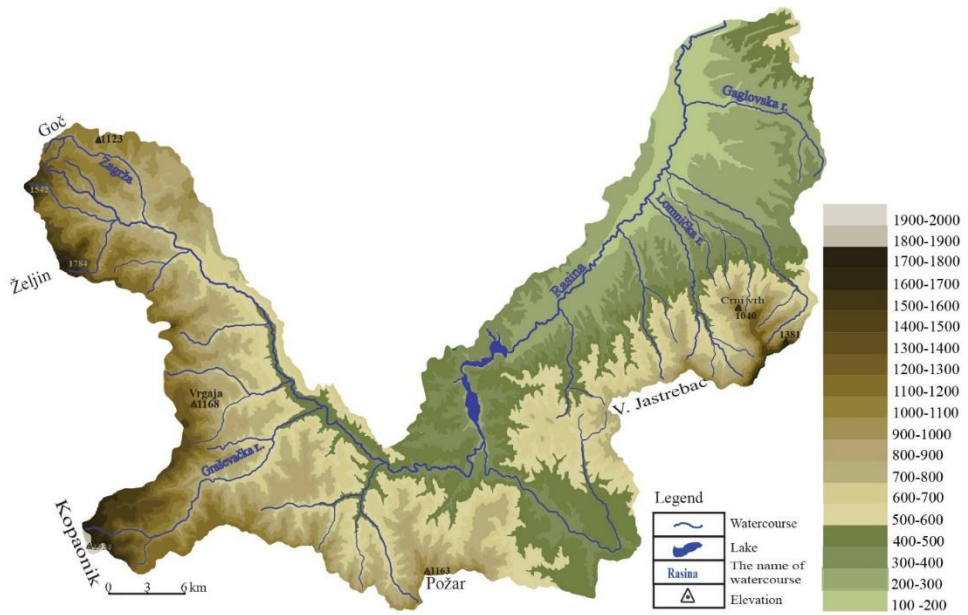 Goč
1123
Zagrža
1542
Željin
1784
Vrgaja
1168
Graševačka r.
Kopaonik
0 3 6 km
1163
Požar
Rasina
Gaglovska r.
Lomnička r.
Crni vrh
1040
1381
V. Jastrebac
Legend
Watercourse
Lake
Rasina
The name of
watercourse
Elevation
1900-2000
1800-1900
1700-1800
1600-1700
1500-1600
1400-1500
1300-1400
1200-1300
1100-1200
1000-1100
900-1000
800-900
700-800
600-700
500-600
400-500
300-400
200-300
100 -200